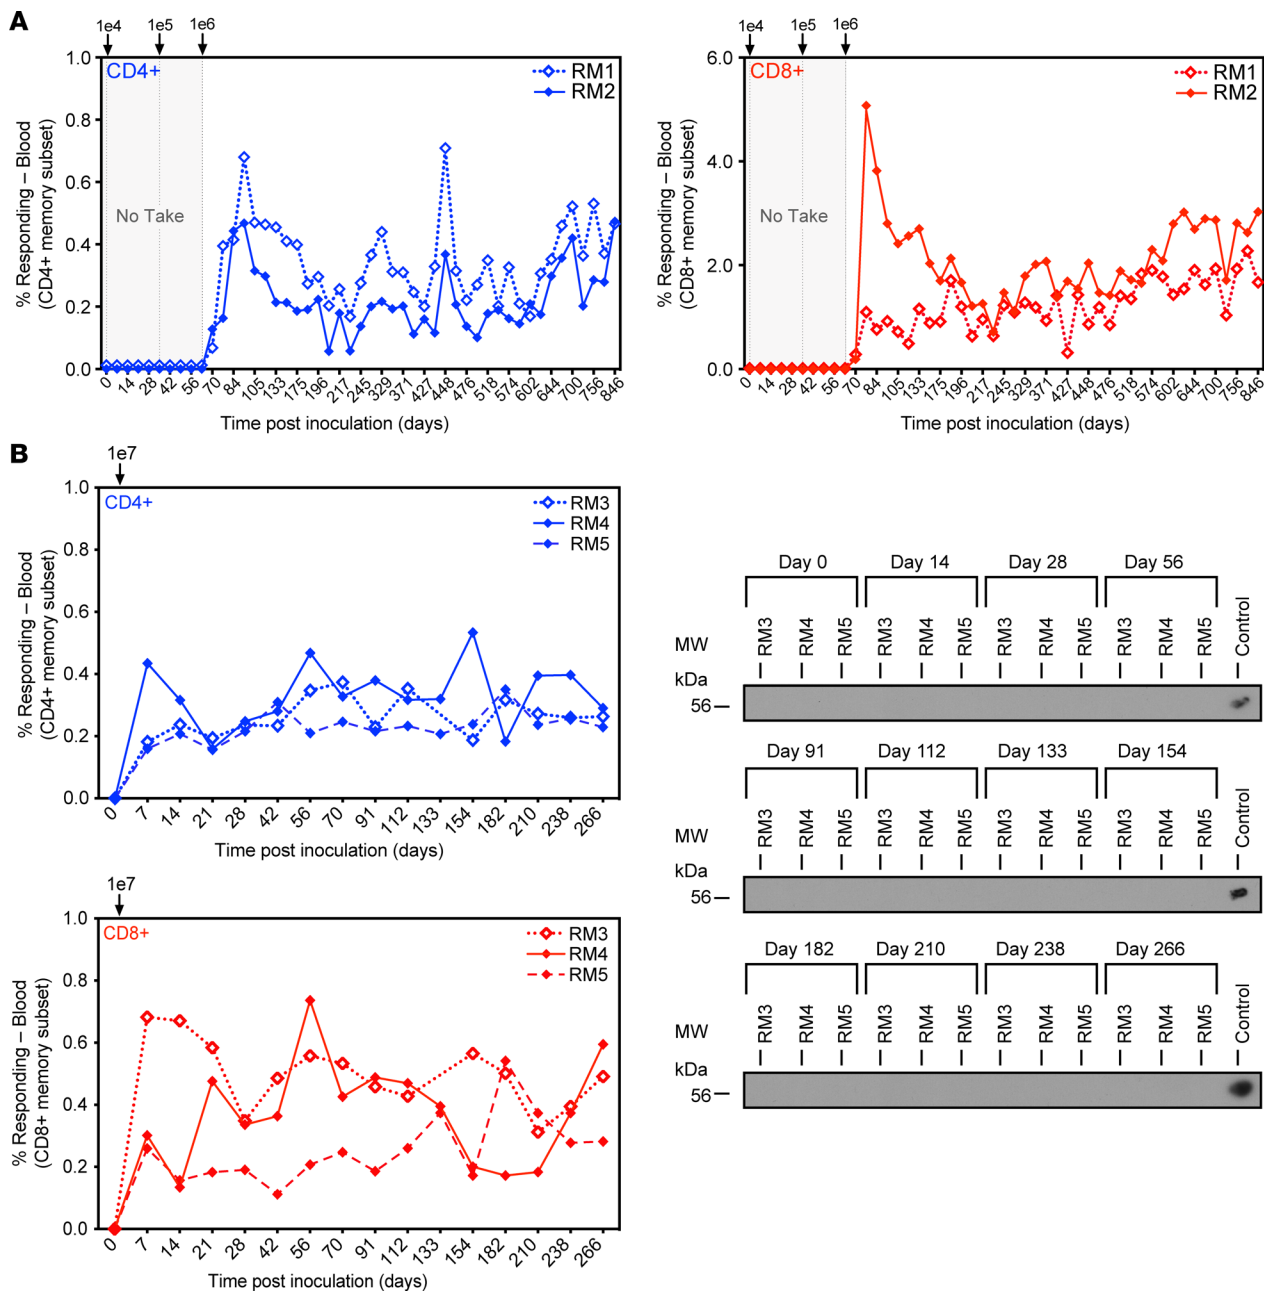 A
1e4 1e5 1e6
1.0
0.8
0.6
0.4
0.2
0.0
CD4+
RM1
RM2
No Take
% Responding – Blood
(CD4+ memory subset)
0 14 28 42 56 70 84 105 133 175 196 217 245 329 371 427 448 476 518 574 602 644 700 756 846
Time post inoculation (days)
1e4 1e5 1e6
6.0
4.0
2.0
0.0
CD8+
RM1
RM2
No Take
% Responding – Blood
(CD8+ memory subset)
0 14 28 42 56 70 84 105 133 175 196 217 245 329 371 427 448 476 518 574 602 644 700 756 846
Time post inoculation (days)
B
1e7
1.0
0.8
0.6
0.4
0.2
0.0
CD4+
RM3
RM4
RM5
% Responding – Blood
(CD4+ memory subset)
0 7 14 21 28 42 56 70 91 112 133 154 182 210 238 266
Time post inoculation (days)
1e7
1.0
0.8
0.6
0.4
0.2
0.0
CD8+
RM3
RM4
RM5
% Responding – Blood
(CD8+ memory subset)
0 7 14 21 28 42 56 70 91 112 133 154 182 210 238 266
Time post inoculation (days)
Day 0 Day 14 Day 28 Day 56
MW RM3 RM4 RM5 RM3 RM4 RM5 RM3 RM4 RM5 RM3 RM4 RM5 Control
kDa
56
Day 91 Day 112 Day 133 Day 154
MW RM3 RM4 RM5 RM3 RM4 RM5 RM3 RM4 RM5 RM3 RM4 RM5 Control
kDa
56
Day 182 Day 210 Day 238 Day 266
MW RM3 RM4 RM5 RM3 RM4 RM5 RM3 RM4 RM5 RM3 RM4 RM5 Control
kDa
56